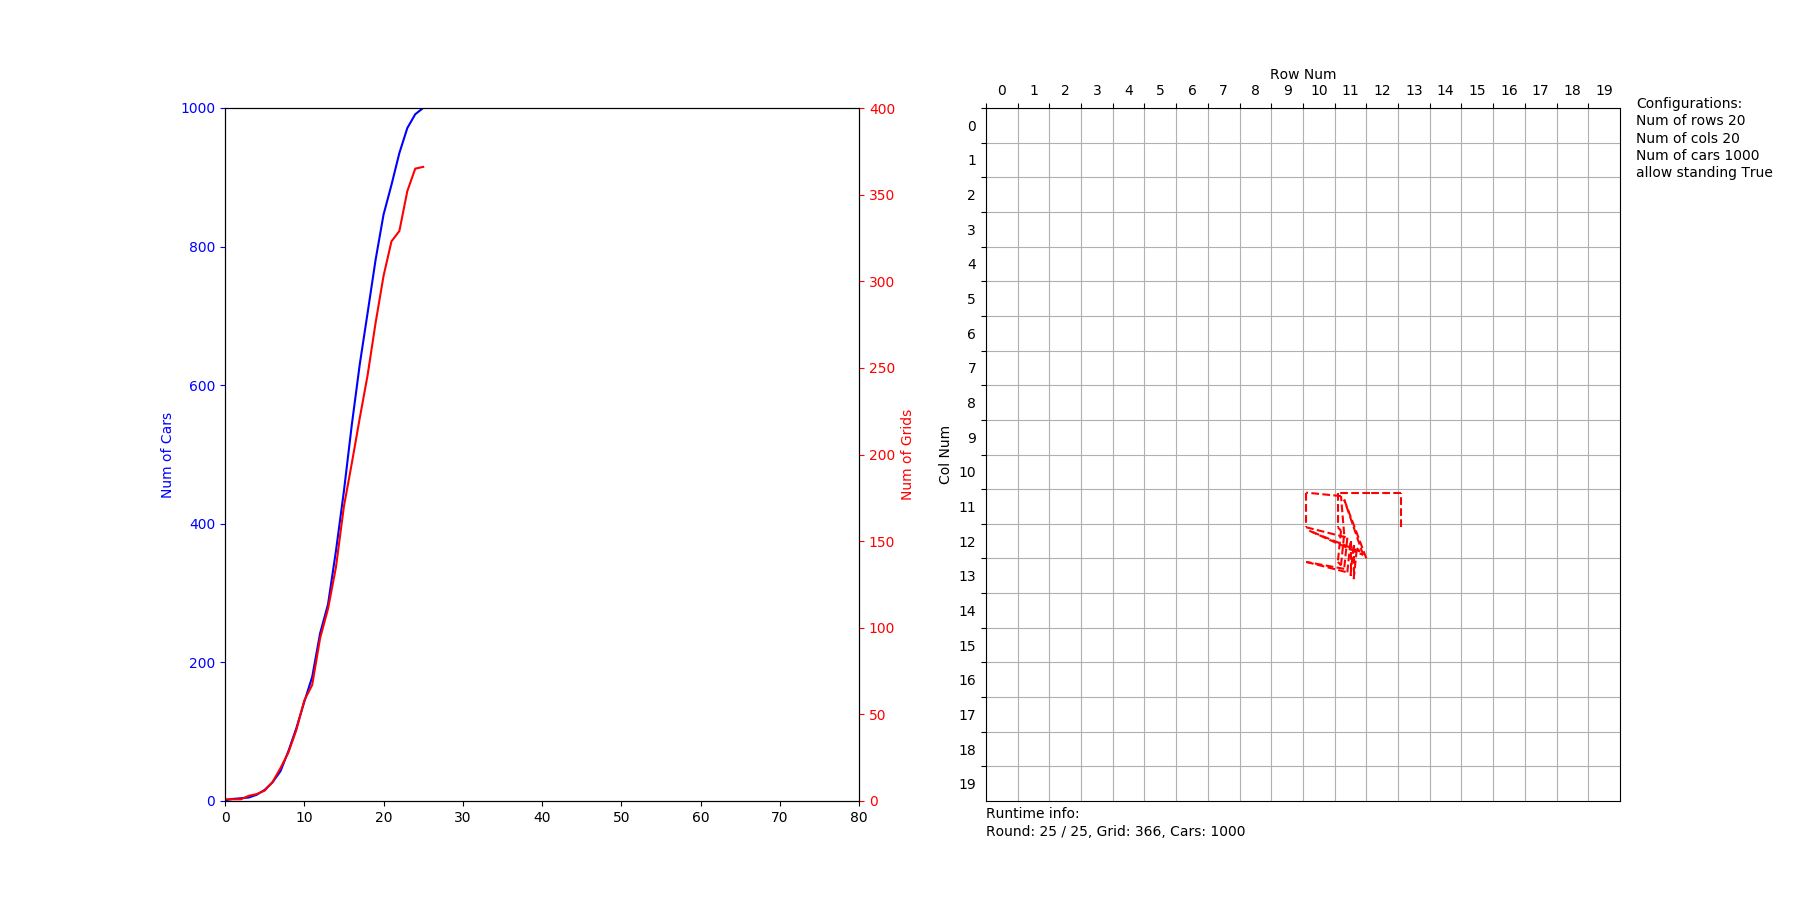 Num of Cars
1000
800
600
400
200
0
0 10 20 30 40 50 60 70 80
400
350
300
250
200
150
100
50
0
Num of Grids
Row Num
0 1 2 3 4 5 6 7 8 9 10 11 12 13 14 15 16 17 18 19
Col Num
0
1
2
3
4
5
6
7
8
9
10
11
12
13
14
15
16
17
18
19
Configurations:
Num of rows 20
Num of cols 20
Num of cars 1000
allow standing True
Runtime info:
Round: 25 / 25, Grid: 366, Cars: 1000